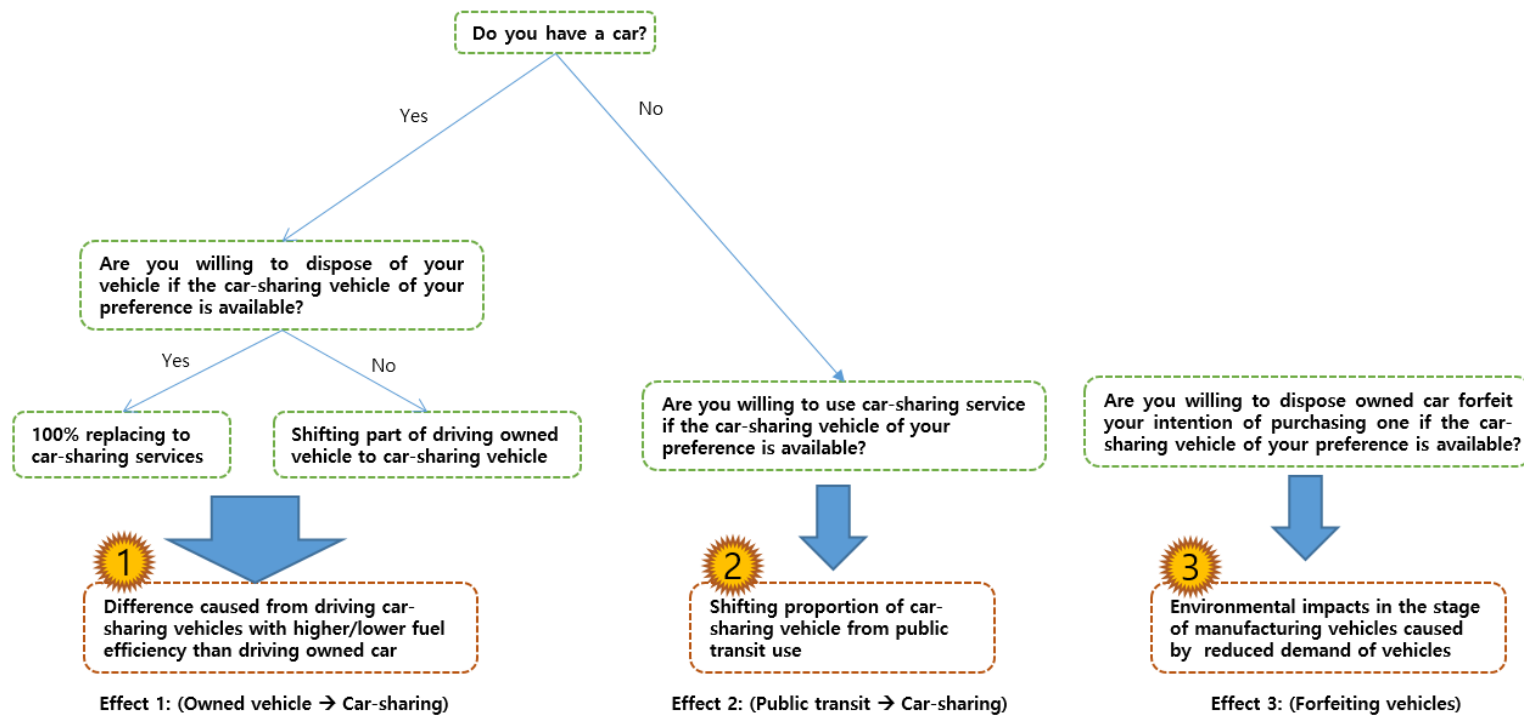 Do you have a car?
Yes
No
Are you willing to dispose of your
vehicle if the car-sharing vehicle of your
preference is available?
Yes
No
100% replacing to
car-sharing services
Shifting part of driving owned
vehicle to car-sharing vehicle
Are you willing to use car-sharing service
if the car-sharing vehicle of your
preference is available?
Are you willing to dispose owned car forfeit
your intention of purchasing one if the car-
sharing vehicle of your preference is available?
1
Difference caused from driving car-
sharing vehicles with higher/lower fuel
efficiency than driving owned car
2
Shifting proportion of car-
sharing vehicle from public
transit use
3
Environmental impacts in the stage
of manufacturing vehicles caused
by reduced demand of vehicles
Effect 1: (Owned vehicle → Car-sharing)
Effect 2: (Public transit → Car-sharing)
Effect 3: (Forfeiting vehicles)